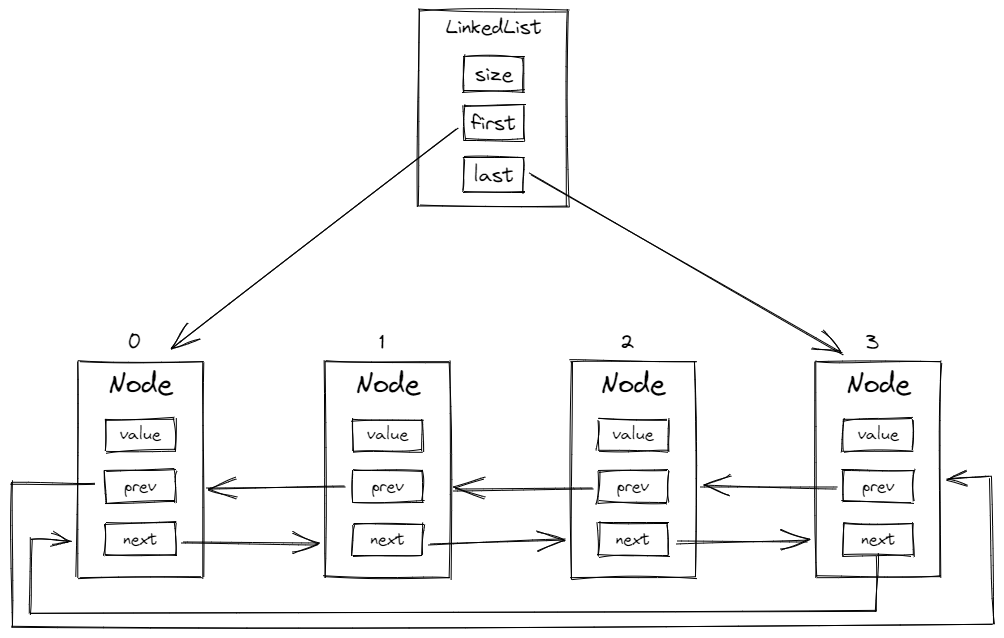 LinkedList
size
first
last
0
1
2
3
Node
Node
Node
Node
value
value
value
value
prev
prev
prev
prev
next
next
next
next